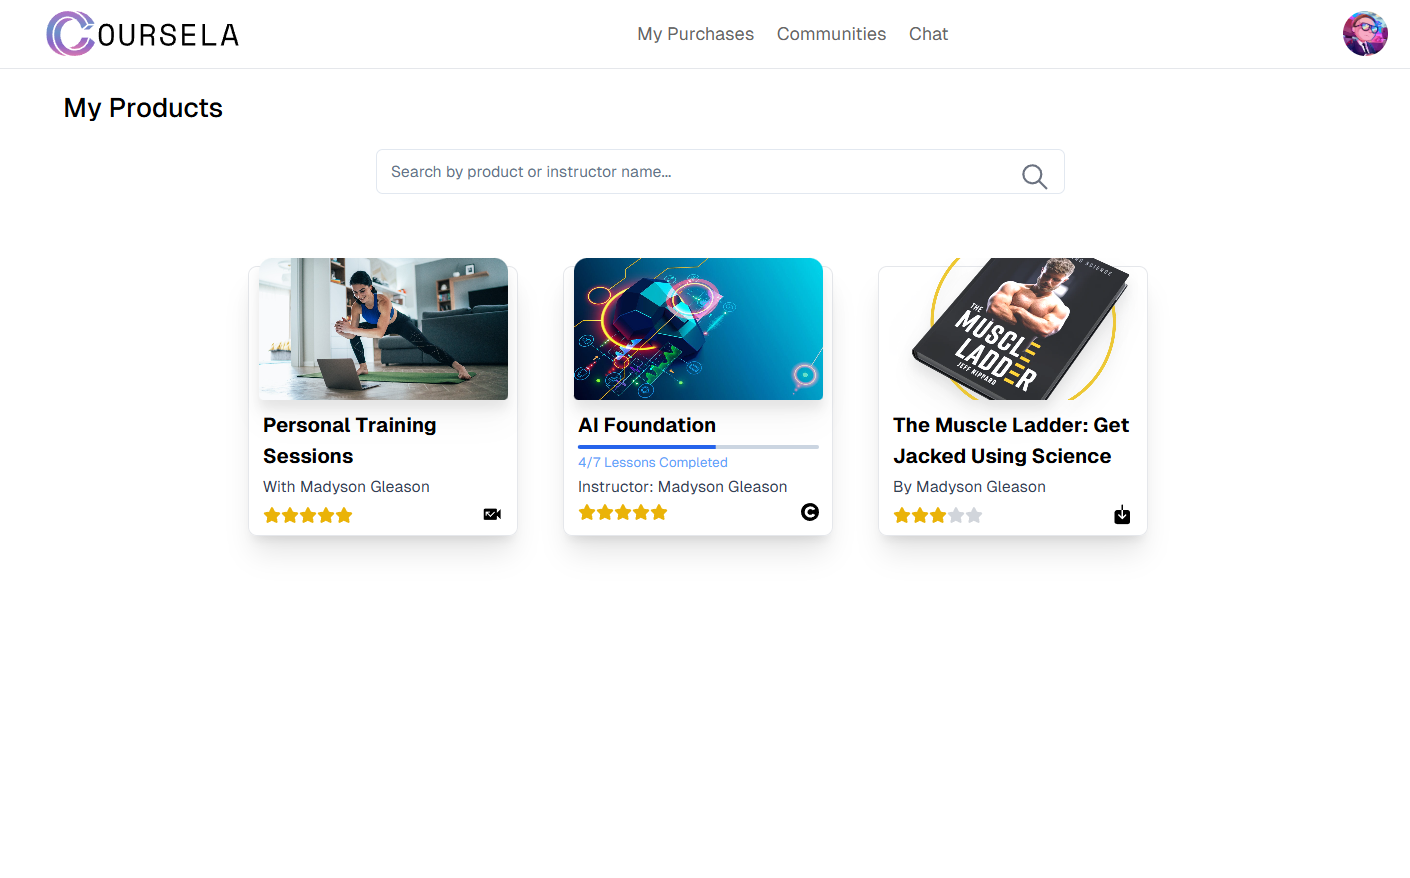 COURSELA
My Purchases Communities Chat
My Products
Search by product or instructor name...
THE
MUSCLE
LADDER
JEFF NIPPARD
Personal Training
Sessions
With Madyson Gleason
AI Foundation
4/7 Lessons Completed
Instructor: Madyson Gleason
The Muscle Ladder: Get
Jacked Using Science
By Madyson Gleason